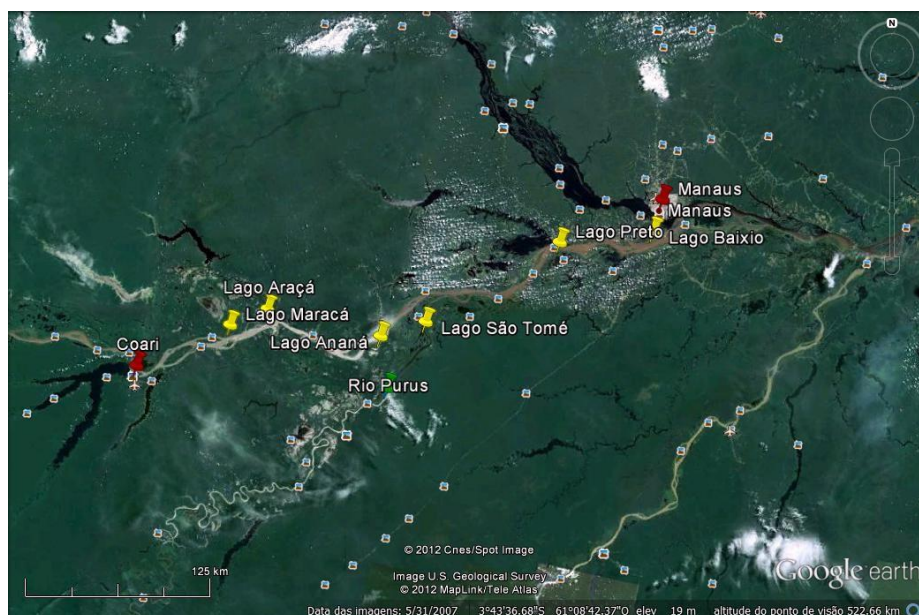 N
Manaus
Manaus
Lago Preto
Lago Baixio
Lago Araçá
Lago Maracá
Lago Ananá
Lago São Tomé
Coari
Rio Purus
© 2012 Cnes/Spot Image
Image U.S. Geological Survey
© 2012 MapLink/Tele Atlas
125 km
Google earth
Data das imagens: 5/31/2007 3°43'36.68"S 61°08'42.37"O elev 19 m altitude do ponto de visão 522.66 km